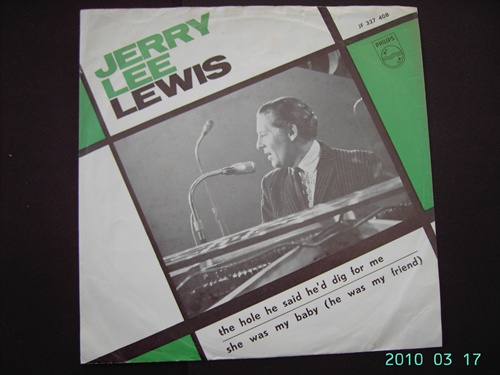 JERRY
LEE
LEWIS
JF 327 408
PHILIPS
the hole he said he'd dig for me
she was my baby (he was my friend)
2010 03 17